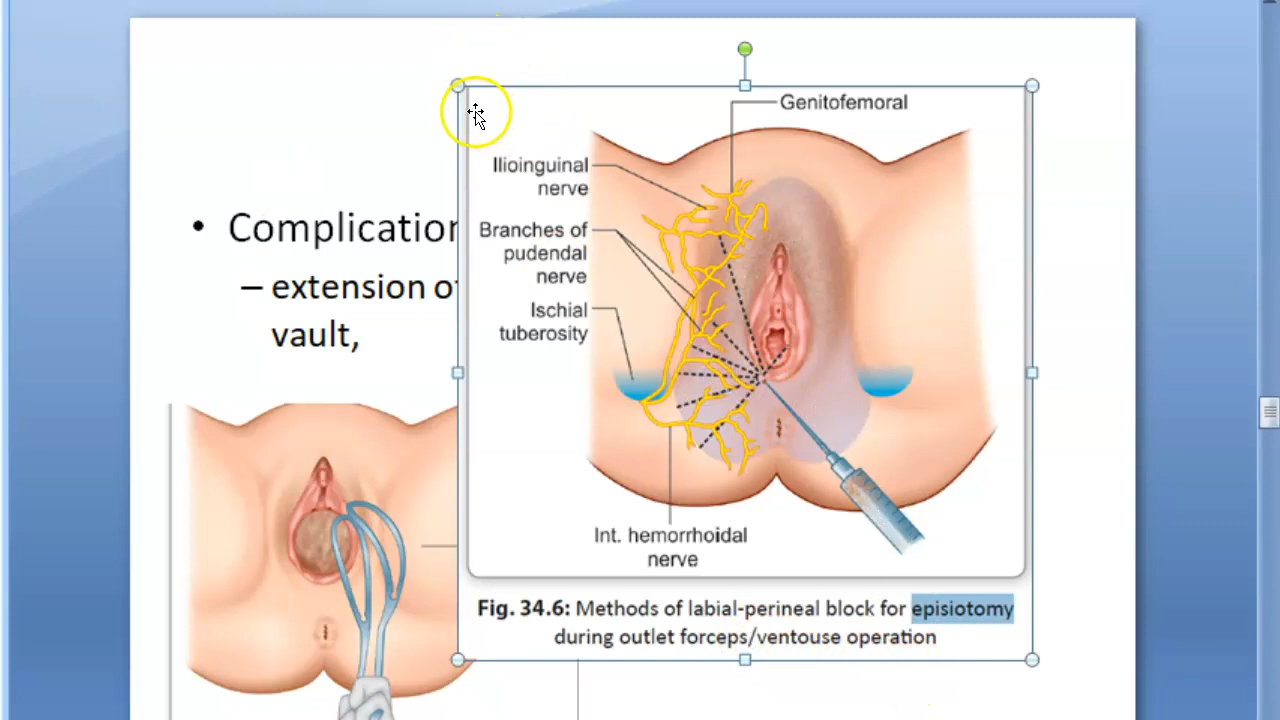 • Complication
– extension of
vault,
Genitofemoral
Ilioinguinal
nerve
Branches of
pudendal
nerve
Ischial
tuberosity
Int. hemorrhoidal
nerve
Fig. 34.6: Methods of labial-perineal block for episiotomy
during outlet forceps/ventouse operation